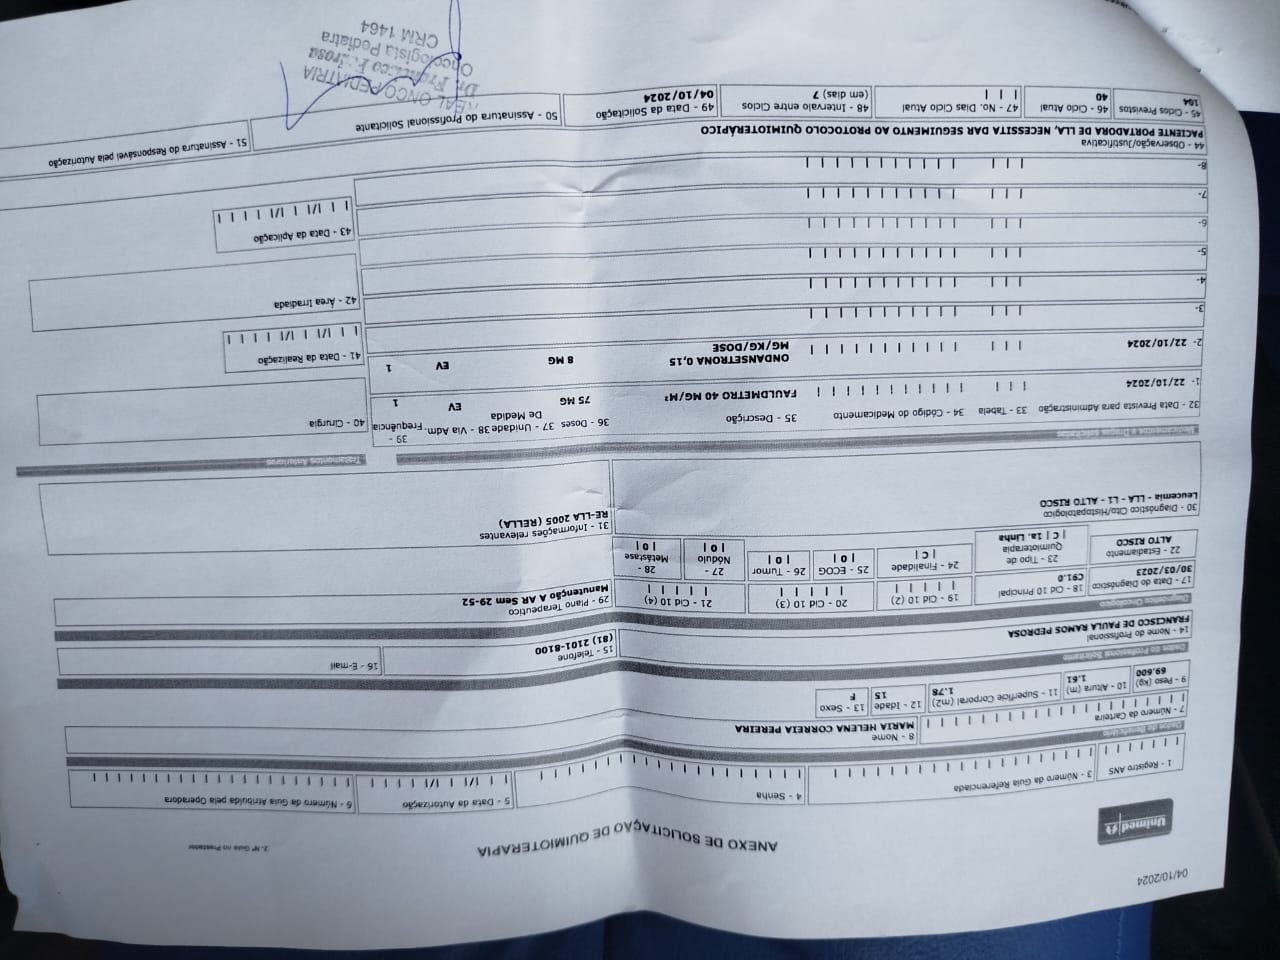 04/10/2024
Unimed
ANEXO DE SOLICITAÇÃO DE QUIMIOTERAPIA
2- Nº Guia no Prestador
1 - Registro ANS
3 - Número da Guia Referenciada
4 - Senha
5 - Data da Autorização
6 - Número da Guia Atribuída pela Operadora
Dados do Beneficiário
7 - Número da Carteira
8 - Nome
MARIA HELENA CORREIA PEREIRA
9 - Peso (kg)
69.600
10 - Altura (m)
1.61
11 - Superfície Corporal (m2)
1.78
12 - Idade
15
13 - Sexo
F
Dados do Profissional Solicitante
14 - Nome do Profissional
FRANCISCO DE PAULA RAMOS PEDROSA
15 - Telefone
(81) 2101-8100
16 - E-mail
Diagnóstico Oncológico
17 - Data do Diagnóstico
30/03/2023
18 - Cid 10 Principal
C91.0
19 - Cid 10 (2)
20 - Cid 10 (3)
21 - Cid 10 (4)
22 - Estadiamento
ALTO RISCO
23 - Tipo de Quimioterapia
| C | 1a. Linha
24 - Finalidade
| C |
25 - ECOG
| 0 |
26 - Tumor
| 0 |
27 - Nódulo
| 0 |
28 - Metástase
| 0 |
29 - Plano Terapeutico
Manutenção A AR Sem 29-52
30 - Diagnóstico Cito/Histopatologico
Leucemia - LLA - L1 - ALTO RISCO
31 - Informações relevantes
RE-LLA 2005 (RELLA)
Medicamentos e Drogas solicitadas
Tratamentos Anteriores
32 - Data Prevista para Administração 33 - Tabela 34 - Código do Medicamento 35 - Descrição 36 - Doses 37 - Unidade De Medida 38 - Via Adm. 39 - Frequência
1- 22/10/2024 FAULDMETRO 40 MG/M² 75 MG EV 1
2- 22/10/2024 ONDANSETRONA 0,15 MG/KG/DOSE 8 MG EV 1
3-
4-
5-
6-
7-
8-
40 - Cirurgia
41 - Data da Realização
42 - Área Irradiada
43 - Data da Aplicação
44 - Observação/Justificativa
PACIENTE PORTADORA DE LLA, NECESSITA DAR SEGUIMENTO AO PROTOCOLO QUIMIOTERÁPICO
45 - Ciclos Previstos
104
46 - Ciclo Atual
40
47 - No. Dias Ciclo Atual
48 - Intervalo entre Ciclos
(em dias) 7
49 - Data da Solicitação
04/10/2024
50 - Assinatura do Profissional Solicitante
51 - Assinatura do Responsável pela Autorização
REAL ONCOPEDIATRIA
Dr. Francisco Pedrosa
Oncologista Pediatra
CRM 1464